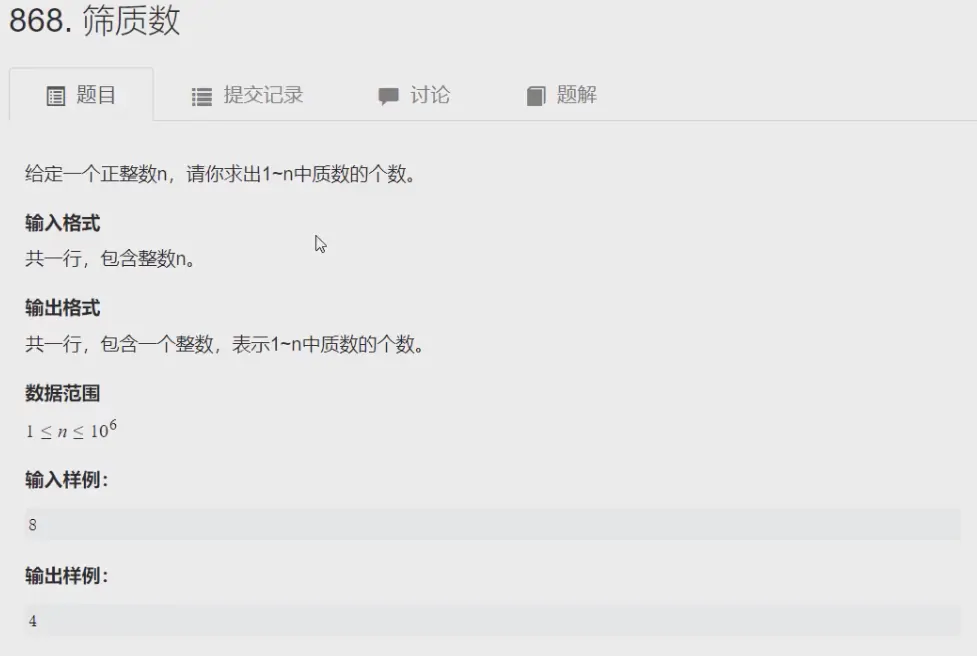 868. 筛质数
题目 提交记录 讨论 题解
给定一个正整数n，请你求出1~n中质数的个数。
输入格式
共一行，包含整数n。
输出格式
共一行，包含一个整数，表示1~n中质数的个数。
数据范围
1 ≤ n ≤ 10⁶
输入样例：
8
输出样例：
4